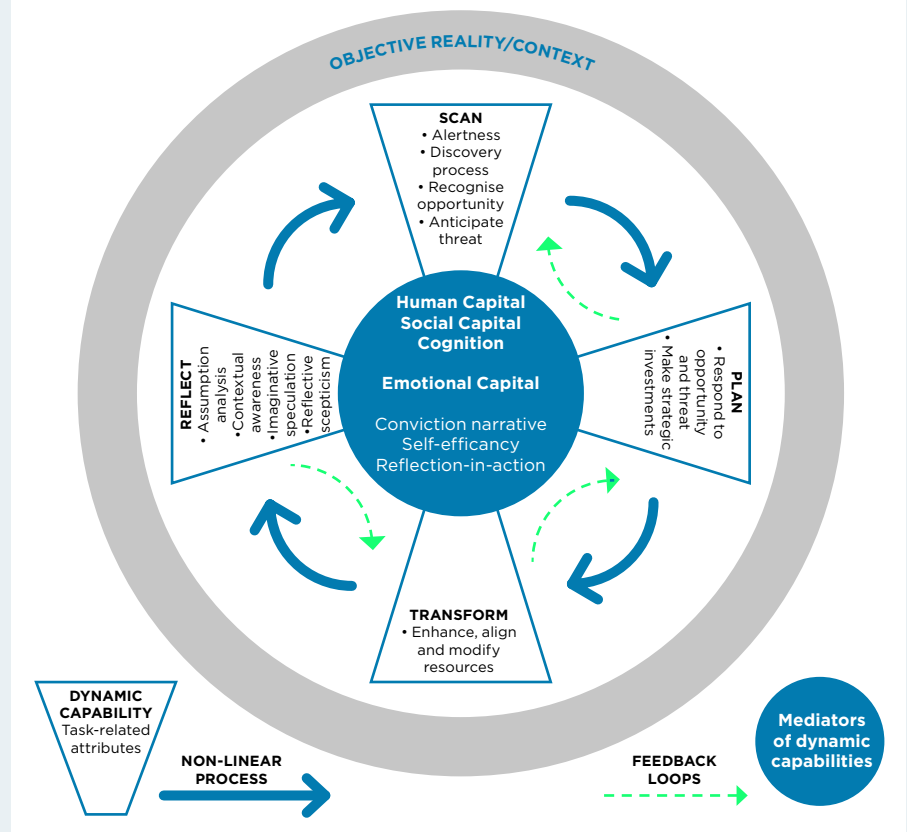 OBJECTIVE REALITY/CONTEXT
SCAN
• Alertness
• Discovery
process
• Recognise
opportunity
• Anticipate
threat
Human Capital
Social Capital
Cognition
Emotional Capital
Conviction narrative
Self-efficancy
Reflection-in-action
REFLECT
• Assumption
analysis
•Contextual
awareness
•Imaginative
speculation
•Reflective
scepticism
PLAN
• Respond to
opportunity
and threat
• Make strategic
investments
TRANSFORM
• Enhance, align
and modify
resources
DYNAMIC
CAPABILITY
Task-related
attributes
NON-LINEAR
PROCESS
FEEDBACK
LOOPS
Mediators
of dynamic
capabilities